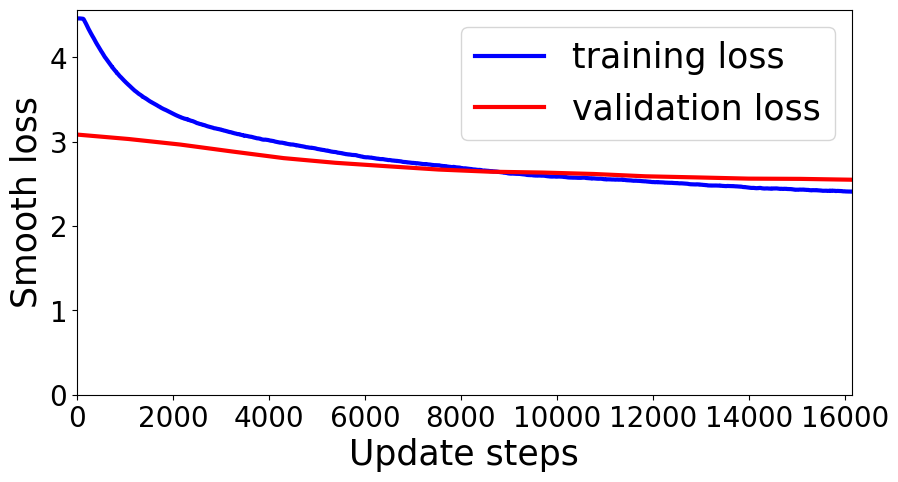 training loss
validation loss
Smooth loss
4
3
2
1
0
0 2000 4000 6000 8000 10000 12000 14000 16000
Update steps